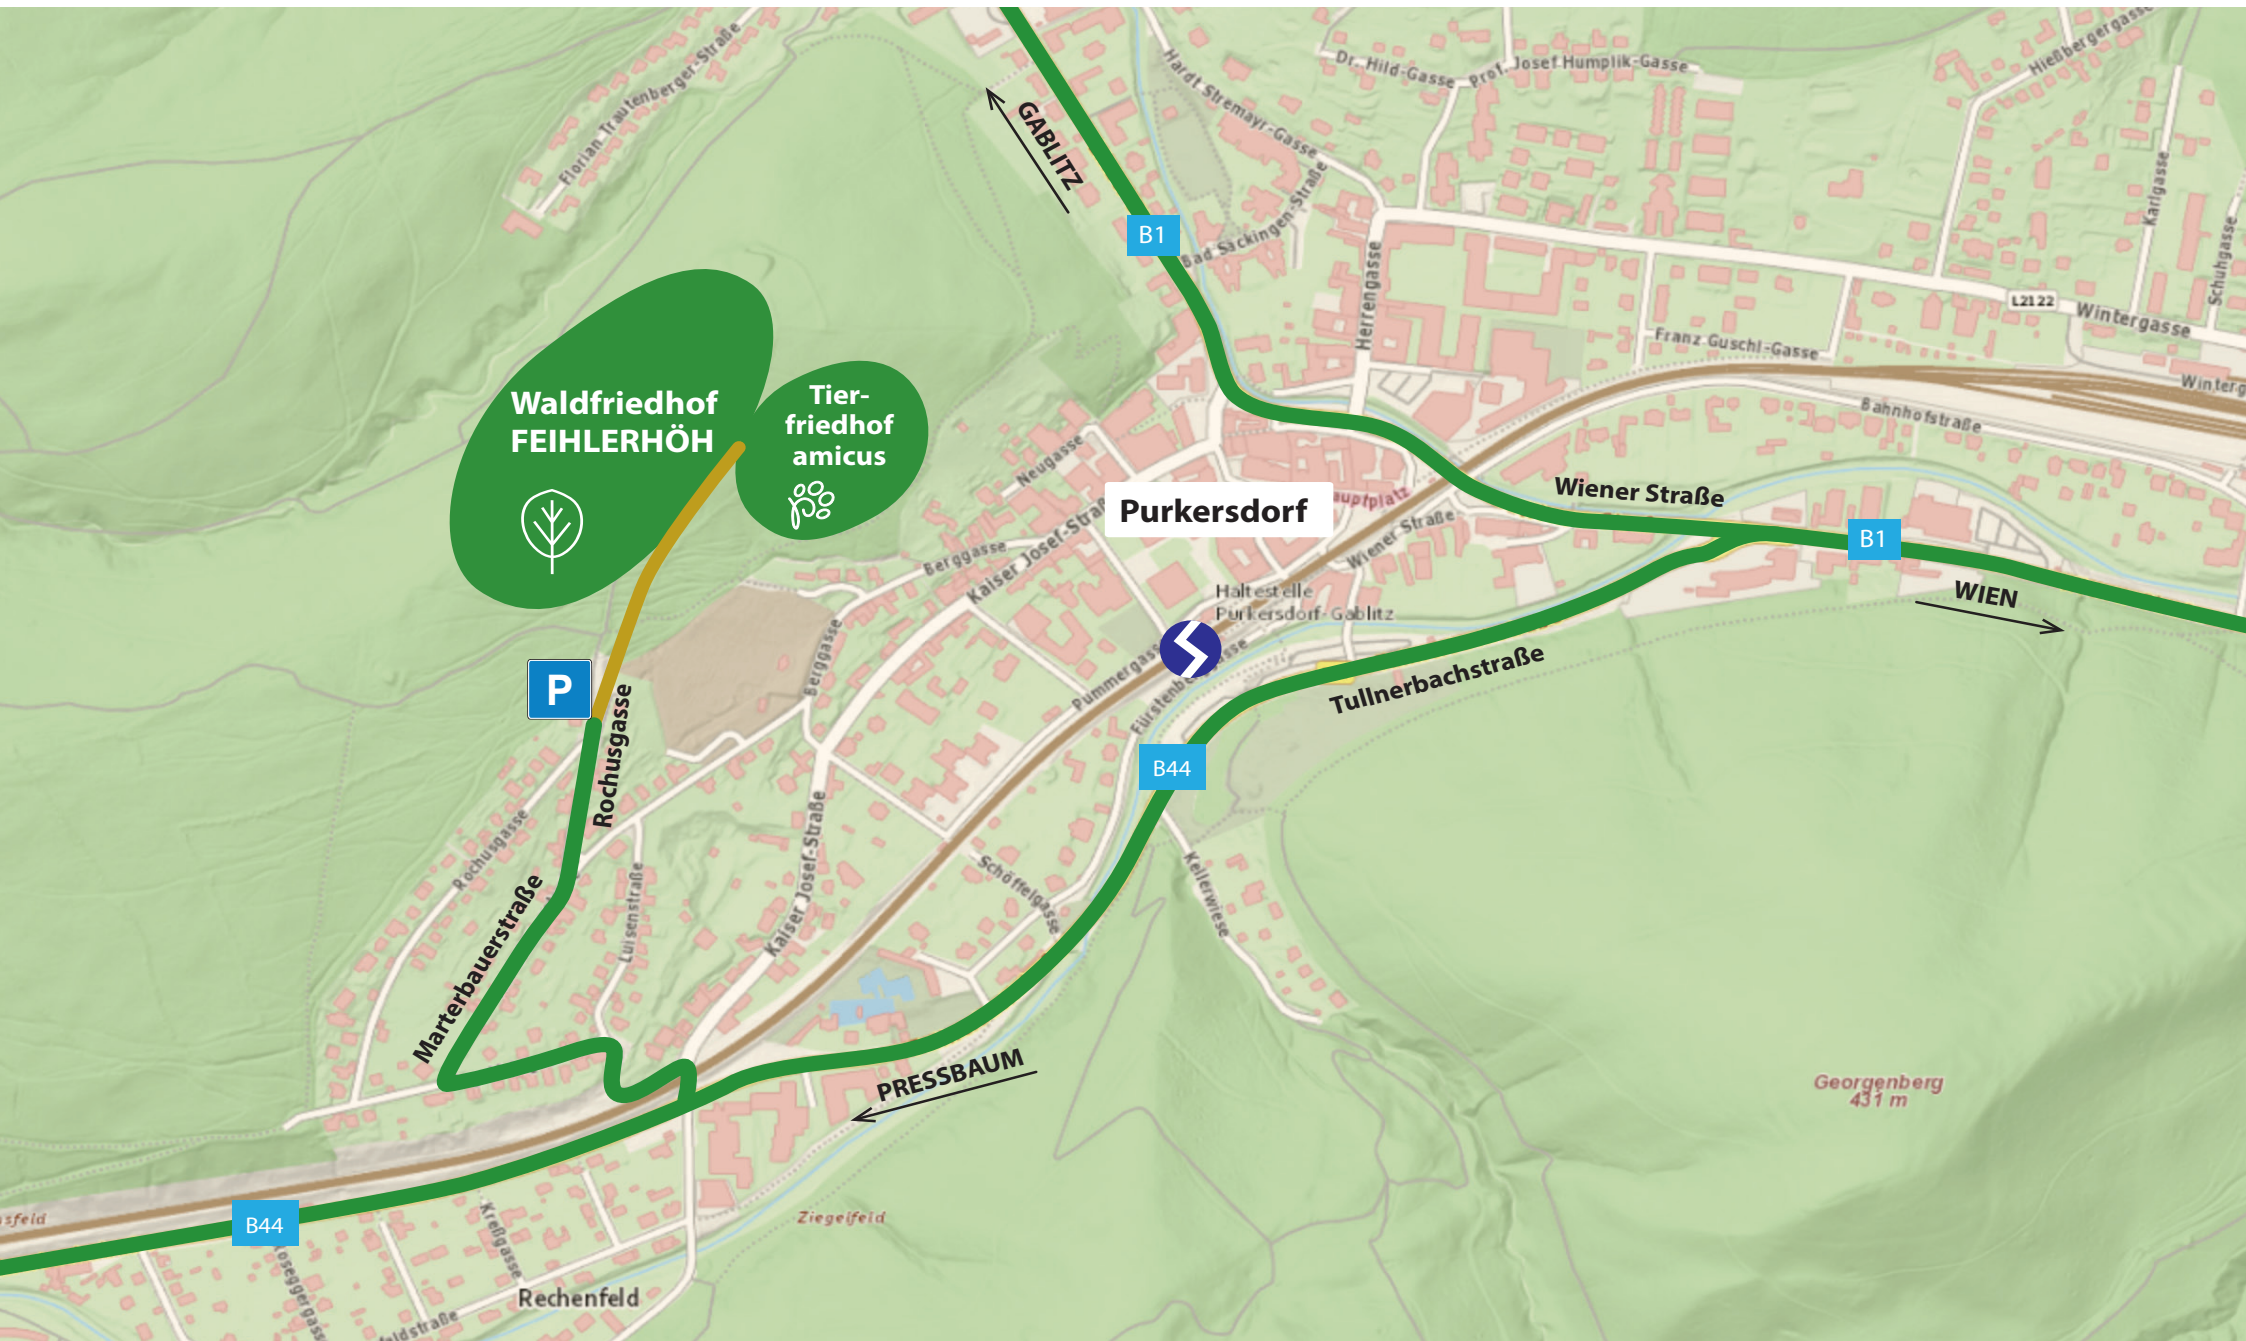 Florian Trautenberger-Straße
GABLITZ
Hardt Stremayr-Gasse
Dr. Hild-Gasse
Prof. Josef Humplik-Gasse
Hießbergergasse
Karlgasse
Schuhgasse
B1
Bad Säckingen-Straße
Herrengasse
L2122
Wintergasse
Franz Guschl-Gasse
Bahnhofstraße
Waldfriedhof
FEIHLERHÖH
Tier-
friedhof
amicus
Neugasse
Purkersdorf
Wiener Straße
Wiener Straße
B1
WIEN
Berggasse
Kaiser Josef-Straße
Haltestelle
Purkersdorf-Gablitz
Pummergasse
Berggasse
Tullnerbachstraße
P
Rochusgasse
B44
Rochusgasse
Marterbauerstraße
Luisenstraße
Kaiser Josef-Straße
Schöffelgasse
Kellerwiese
PRESSBAUM
Georgenberg
431 m
B44
Ziegelfeld
Kreßgasse
Rechenfeld